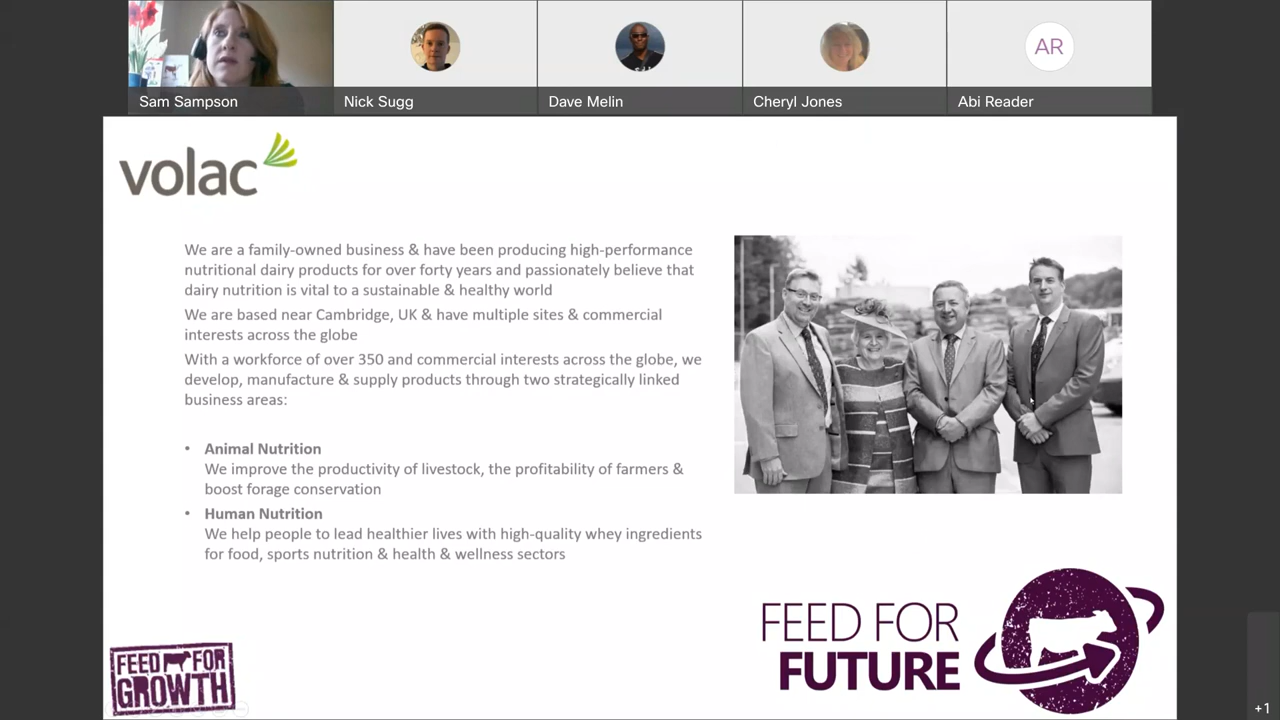 AR
Sam Sampson
Nick Sugg
Dave Melin
Cheryl Jones
Abi Reader
volac
We are a family-owned business & have been producing high-performance
nutritional dairy products for over forty years and passionately believe that
dairy nutrition is vital to a sustainable & healthy world
We are based near Cambridge, UK & have multiple sites & commercial
interests across the globe
With a workforce of over 350 and commercial interests across the globe, we
develop, manufacture & supply products through two strategically linked
business areas:
• Animal Nutrition
We improve the productivity of livestock, the profitability of farmers &
boost forage conservation
• Human Nutrition
We help people to lead healthier lives with high-quality whey ingredients
for food, sports nutrition & health & wellness sectors
FEED FOR
GROWTH
FEED FOR
FUTURE
+1